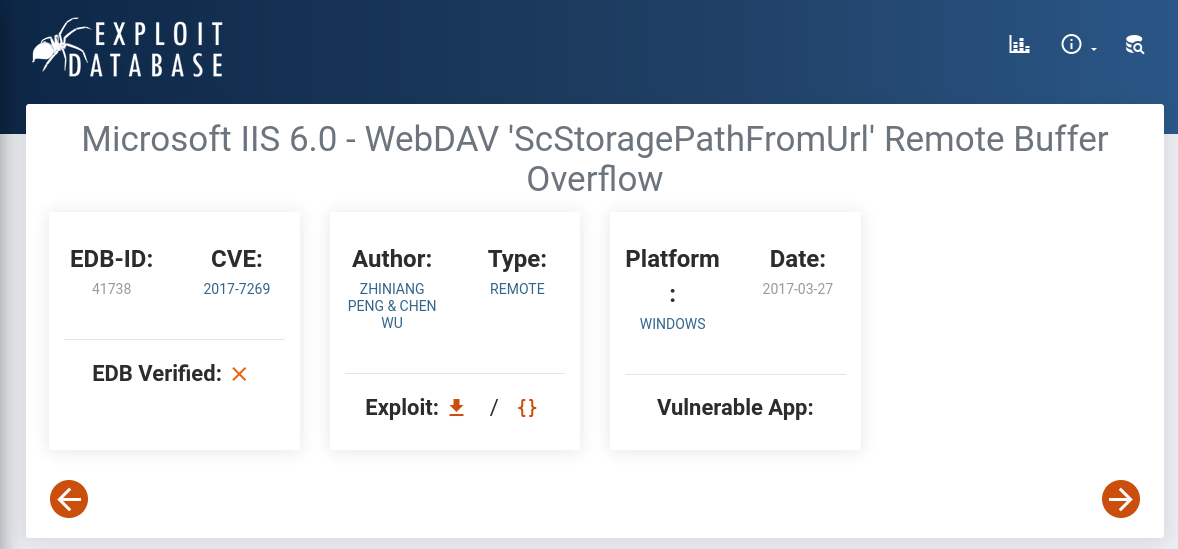 EXPLOIT
DATABASE
Microsoft IIS 6.0 - WebDAV 'ScStoragePathFromUrl' Remote Buffer
Overflow
EDB-ID:
41738
CVE:
2017-7269
EDB Verified:
Author:
ZHINIANG
PENG & CHEN
WU
Type:
REMOTE
Exploit: / {}
Platform
:
WINDOWS
Date:
2017-03-27
Vulnerable App: